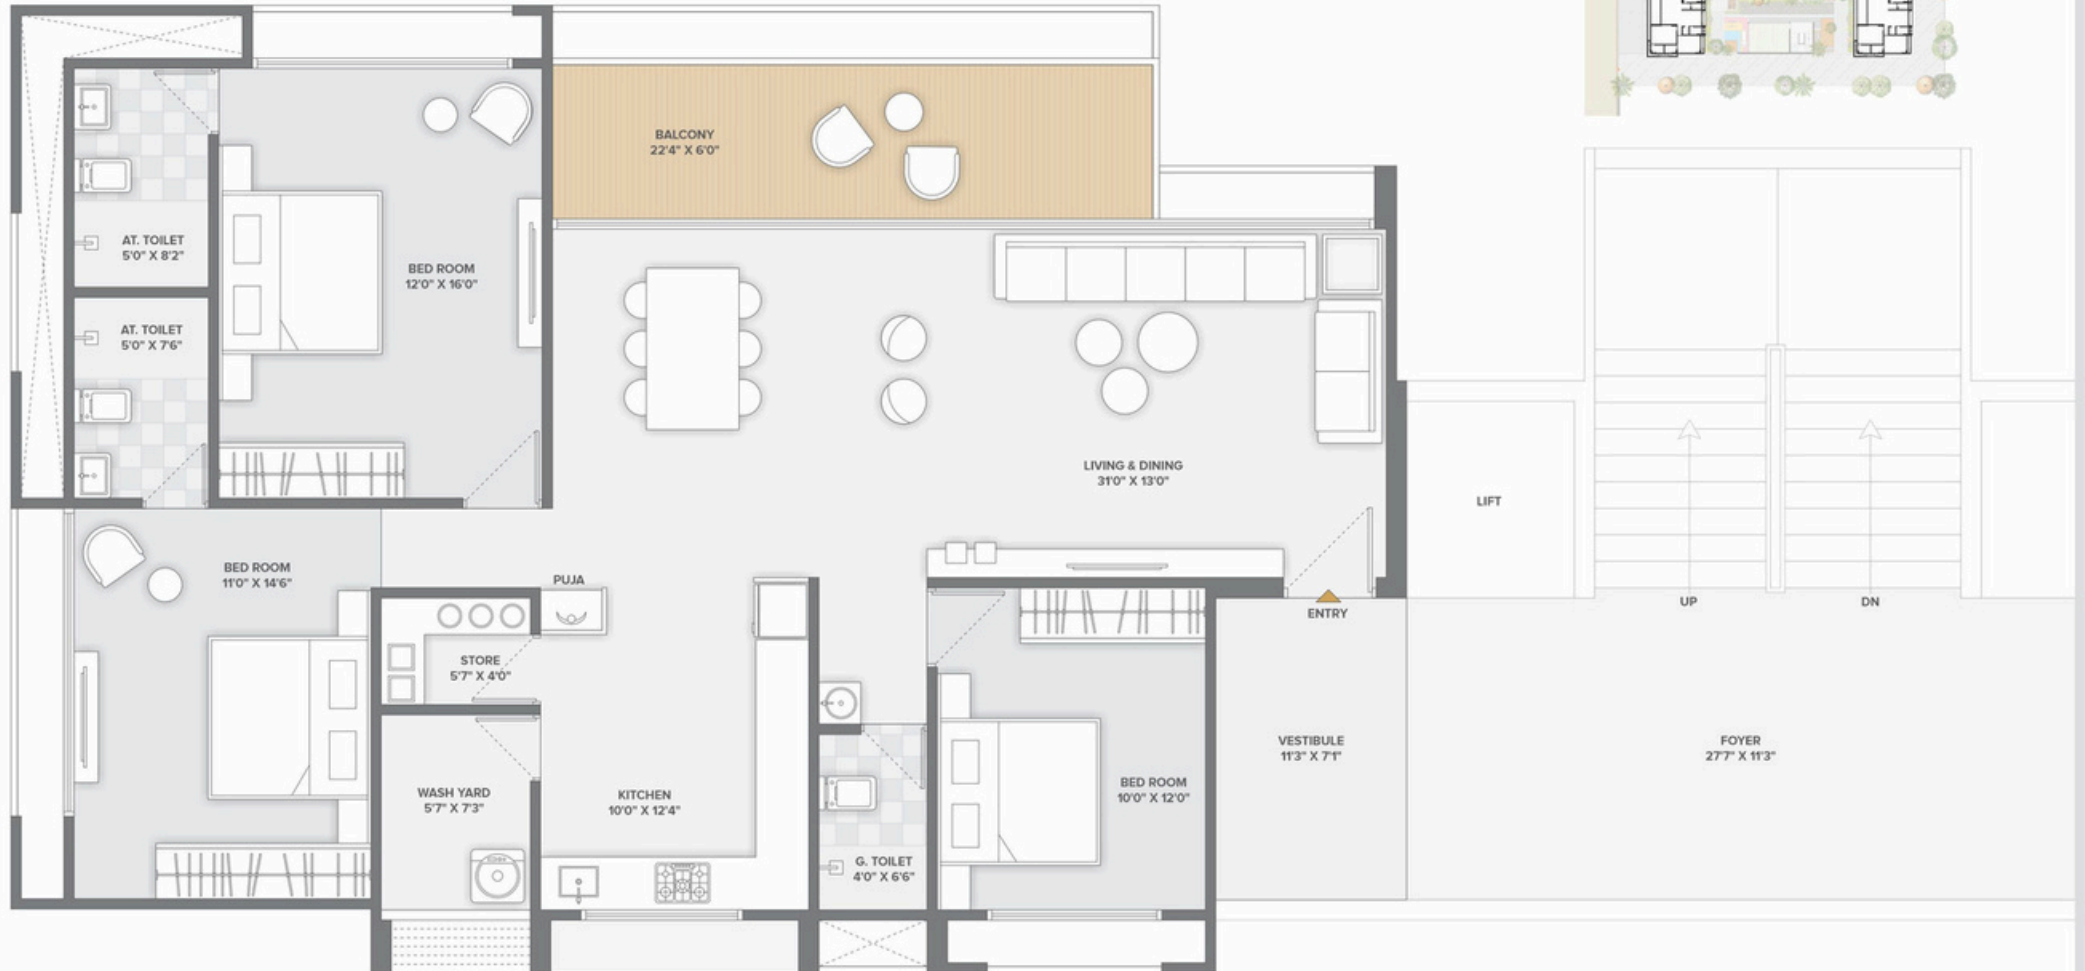 BALCONY
22'4" X 6'0"
AT. TOILET
5'0" X 8'2"
BED ROOM
12'0" X 16'0"
AT. TOILET
5'0" X 7'6"
LIVING & DINING
31'0" X 13'0"
LIFT
BED ROOM
11'0" X 14'6"
PUJA
ENTRY
UP
DN
STORE
5'7" X 4'0"
VESTIBULE
11'3" X 7'1"
FOYER
27'7" X 11'3"
WASH YARD
5'7" X 7'3"
KITCHEN
10'0" X 12'4"
BED ROOM
10'0" X 12'0"
G. TOILET
4'0" X 6'6"